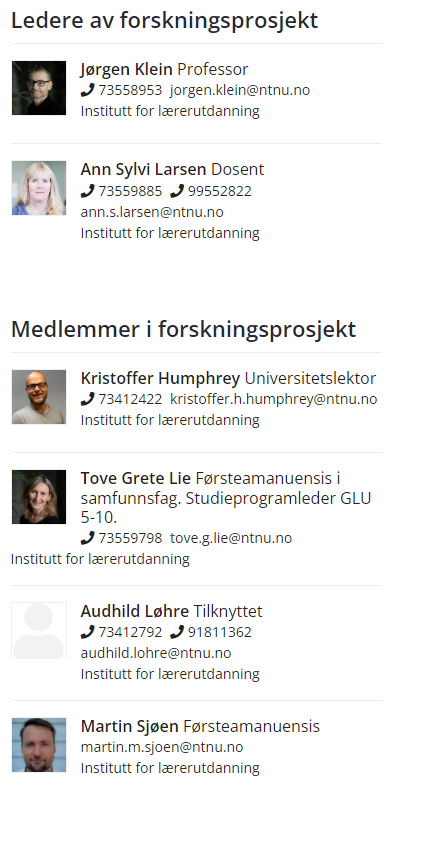 Ledere av forskningsprosjekt
Jørgen Klein Professor
73558953 jorgen.klein@ntnu.no
Institutt for lærerutdanning
Ann Sylvi Larsen Dosent
73559885 99552822
ann.s.larsen@ntnu.no
Institutt for lærerutdanning
Medlemmer i forskningsprosjekt
Kristoffer Humphrey Universitetslektor
73412422 kristoffer.h.humphrey@ntnu.no
Institutt for lærerutdanning
Tove Grete Lie Førsteamanuensis i
samfunnsfag. Studieprogramleder GLU
5-10.
73559798 tove.g.lie@ntnu.no
Institutt for lærerutdanning
Audhild Løhre Tilknyttet
73412792 91811362
audhild.lohre@ntnu.no
Institutt for lærerutdanning
Martin Sjøen Førsteamanuensis
martin.m.sjoen@ntnu.no
Institutt for lærerutdanning